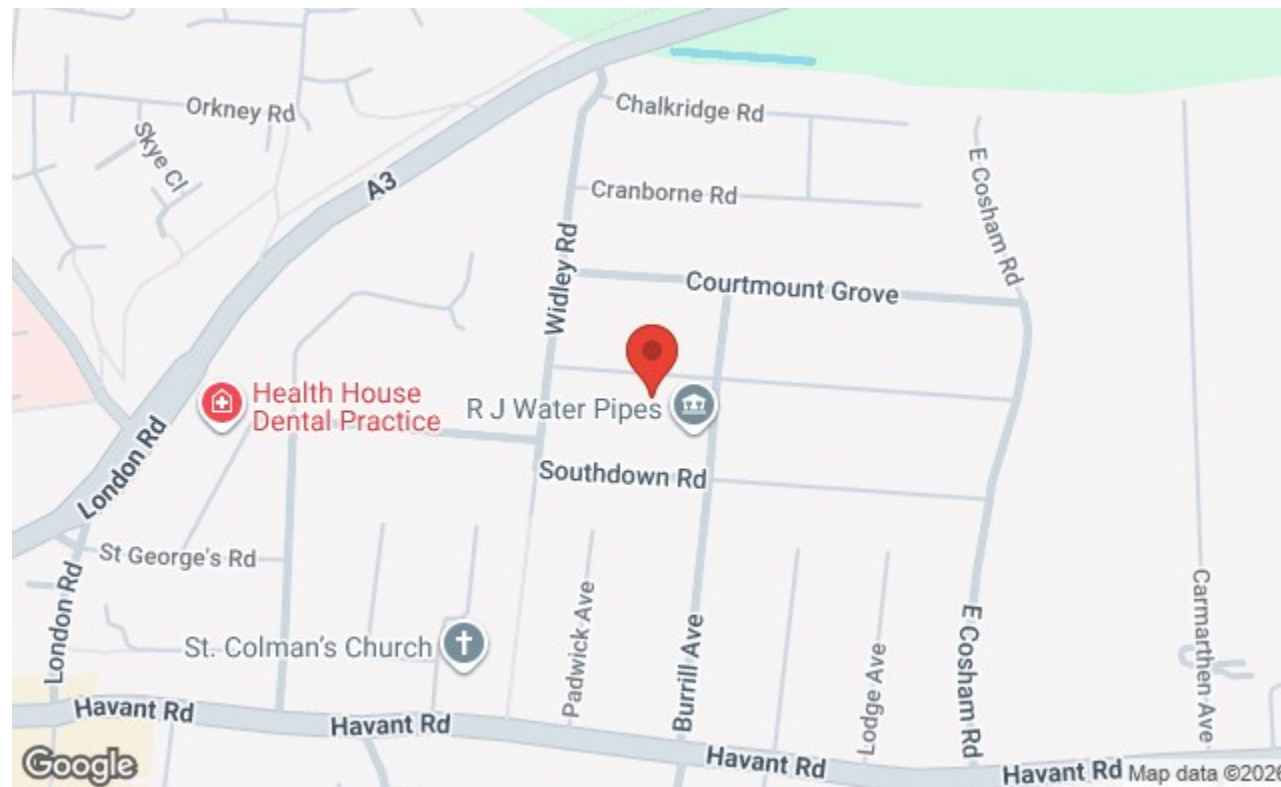 Orkney Rd
Chalkridge Rd
Skye Cl
A3
Cranborne Rd
E Cosham Rd
Widley Rd
Courtmount Grove
Health House
Dental Practice
R J Water Pipes
London Rd
Southdown Rd
St George's Rd
London Rd
Padwick Ave
Burrill Ave
Lodge Ave
E Cosham Rd
Carmarthen Ave
St. Colman's Church
Havant Rd
Havant Rd
Havant Rd
Havant Rd
Google
Map data ©2026